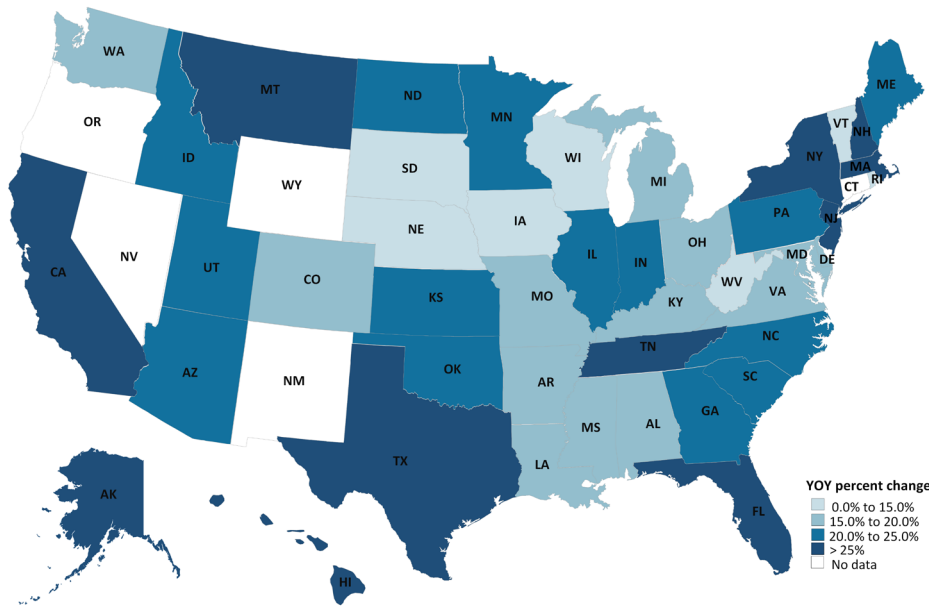 WA
MT
ND
MN
ME
OR
ID
SD
WI
VT
NH
NY
MA
WY
MI
CT
RI
NE
IA
PA
NJ
NV
UT
CO
IL
IN
OH
MD
DE
WV
VA
CA
KS
MO
KY
NC
TN
AZ
NM
OK
AR
SC
GA
MS
AL
TX
LA
AK
FL
HI
YOY percent change
0.0% to 15.0%
15.0% to 20.0%
20.0% to 25.0%
> 25%
No data